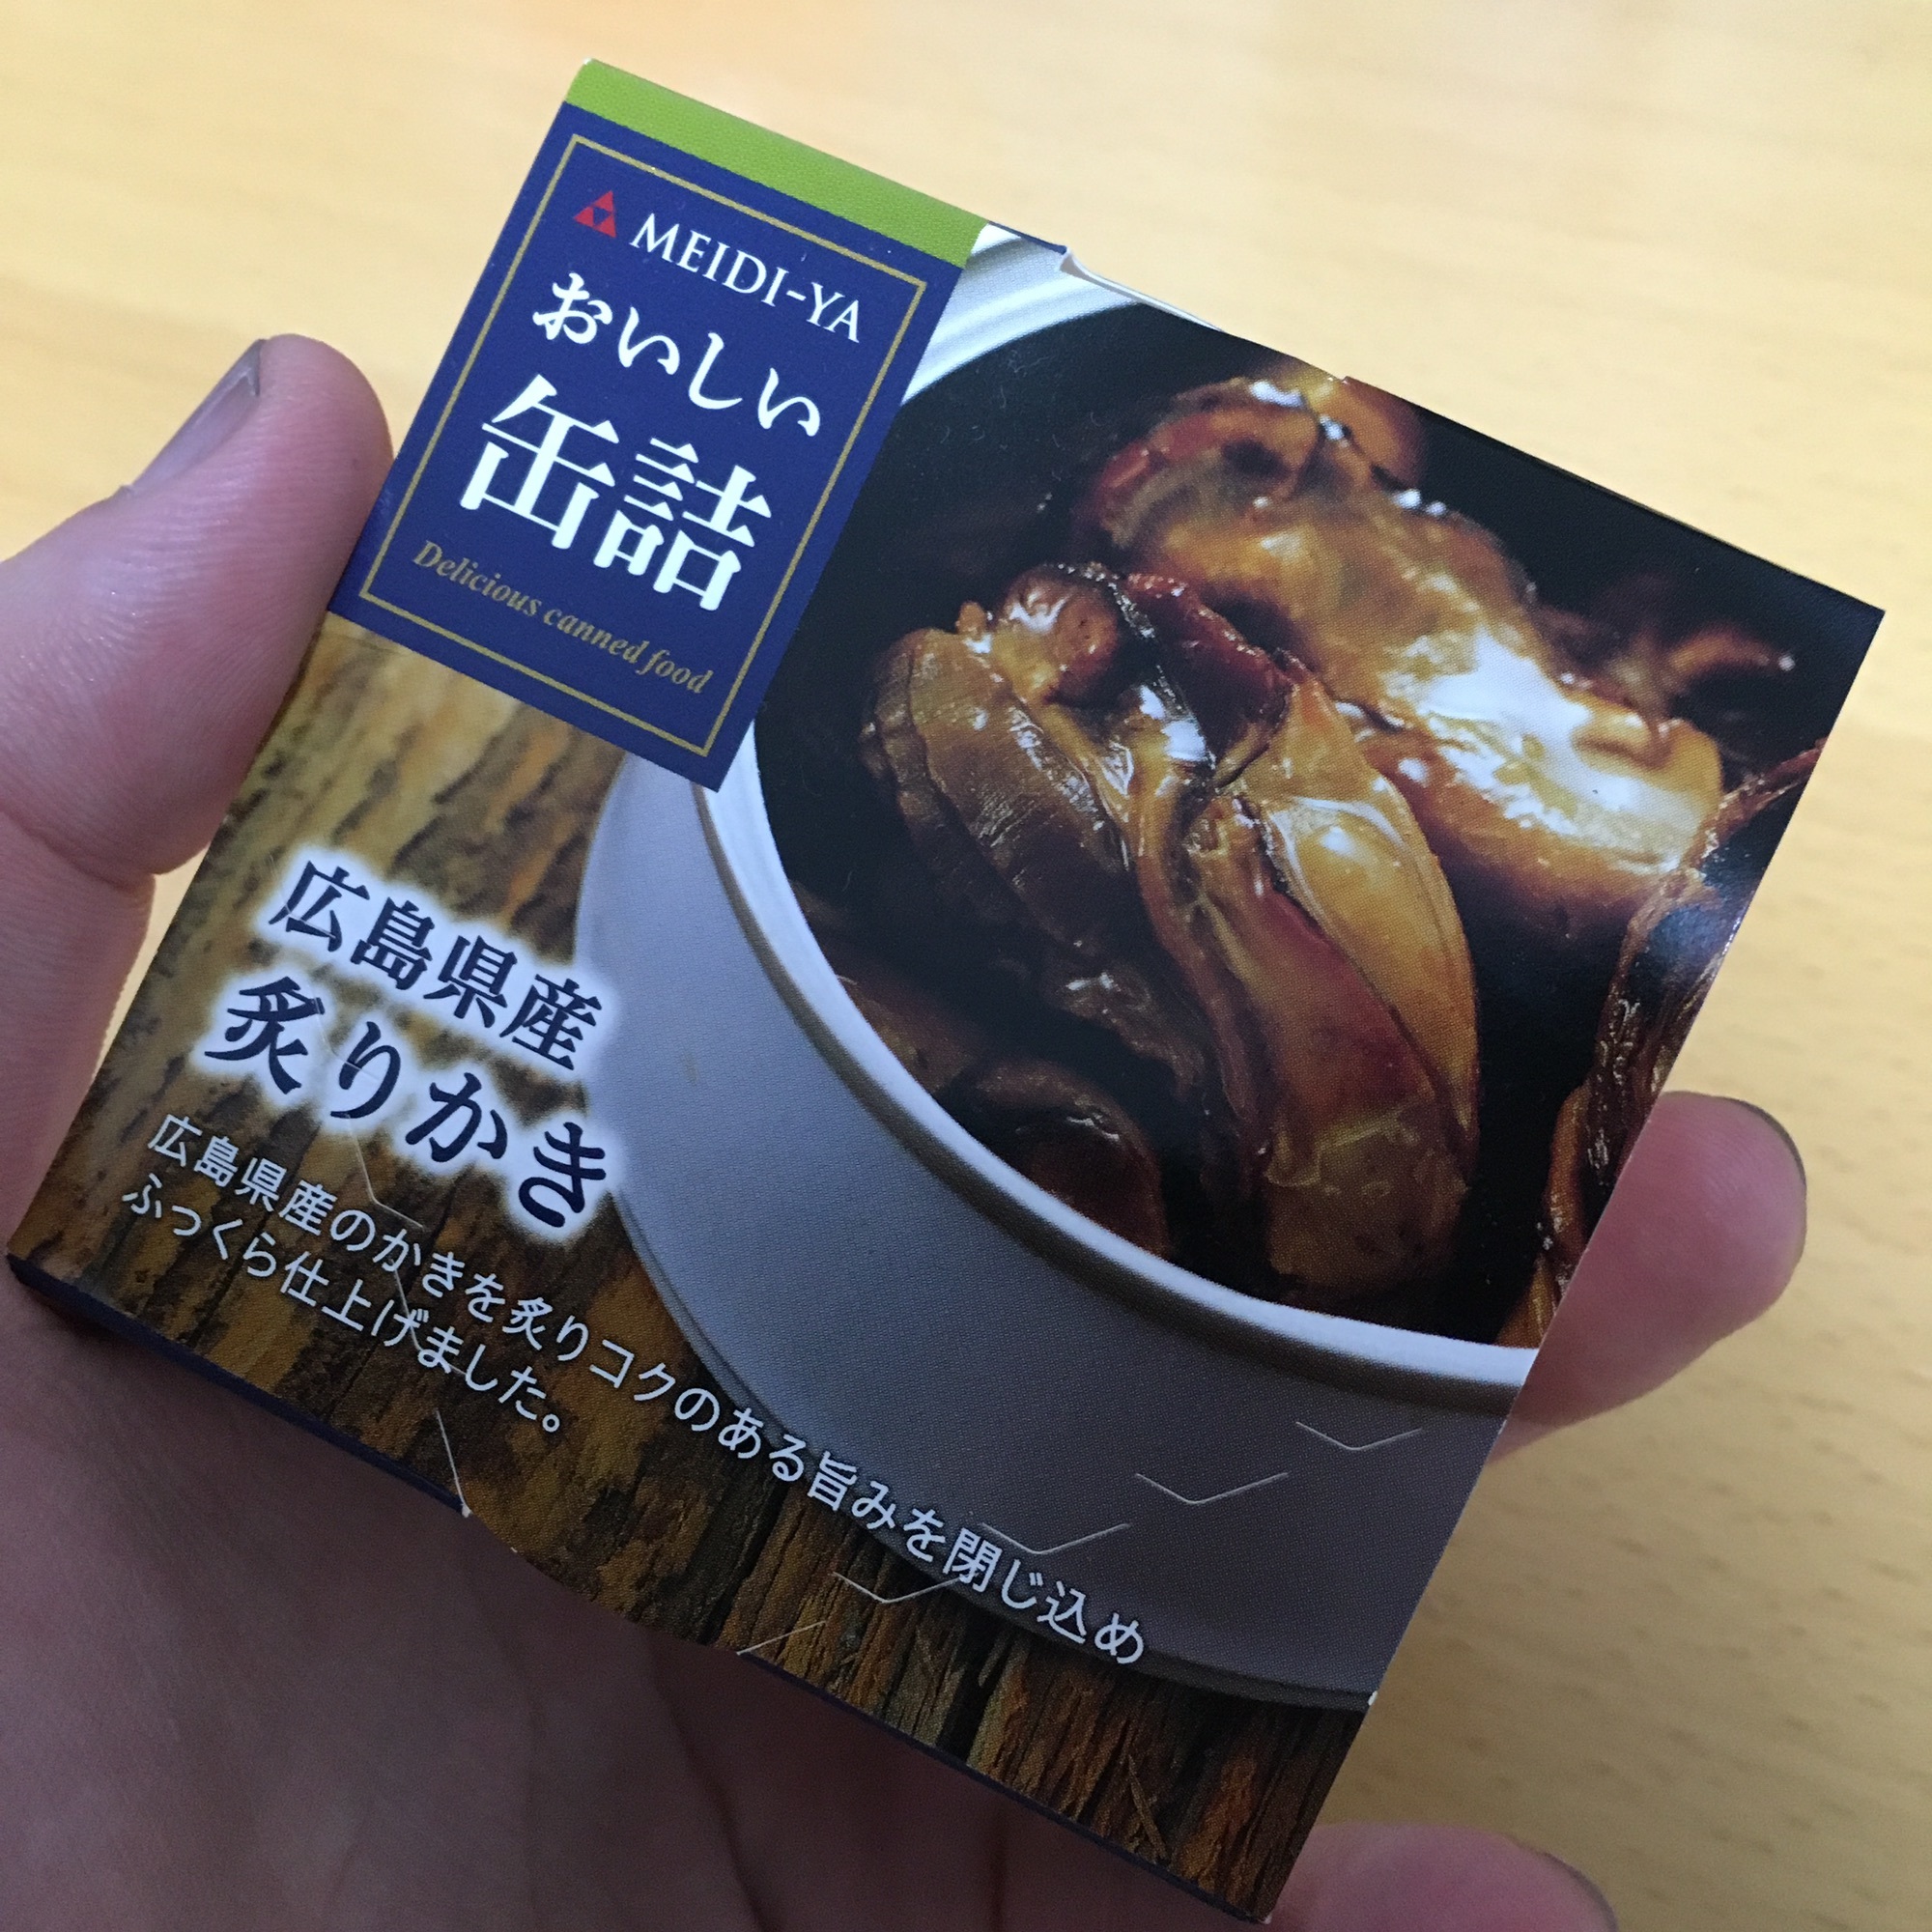 MEIDI-YA
おいしい
缶詰
Delicious canned food
広島県産
炙りかき
広島県産のかきを炙りコクのある旨みを閉じ込め
ふっくら仕上げました。